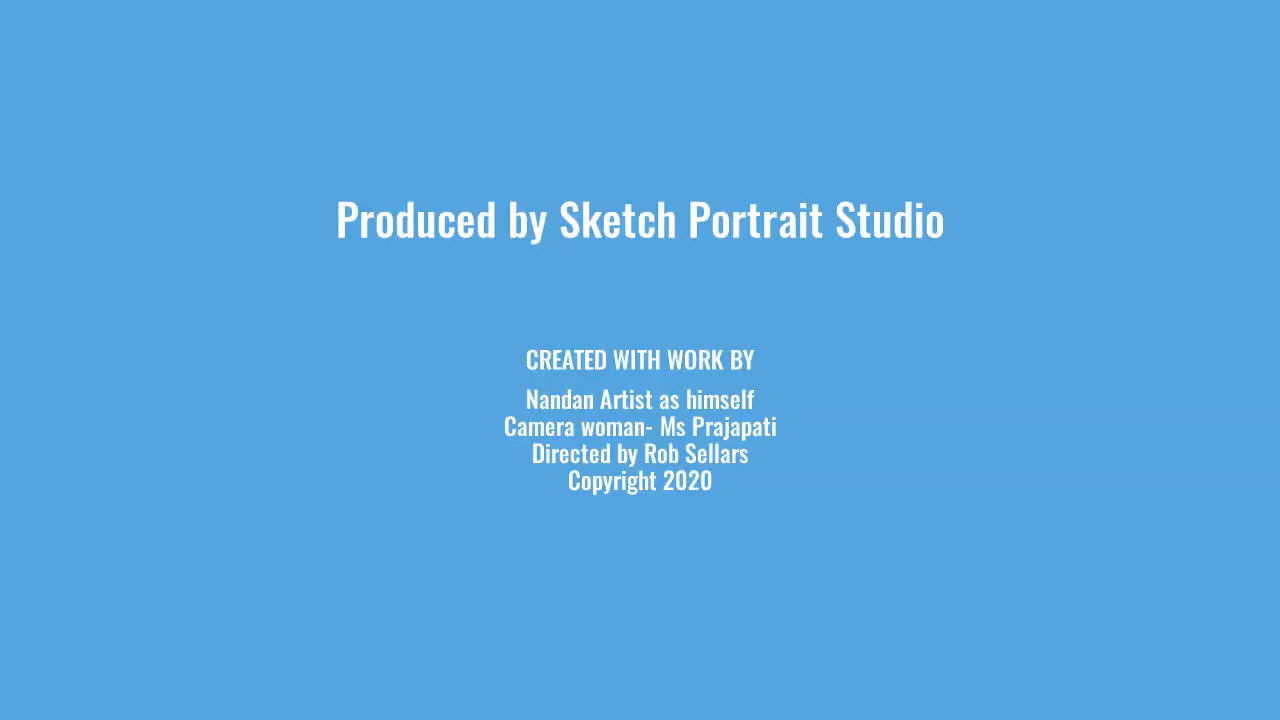 Produced by Sketch Portrait Studio
CREATED WITH WORK BY
Nandan Artist as himself
Camera woman- Ms Prajapati
Directed by Rob Sellars
Copyright 2020